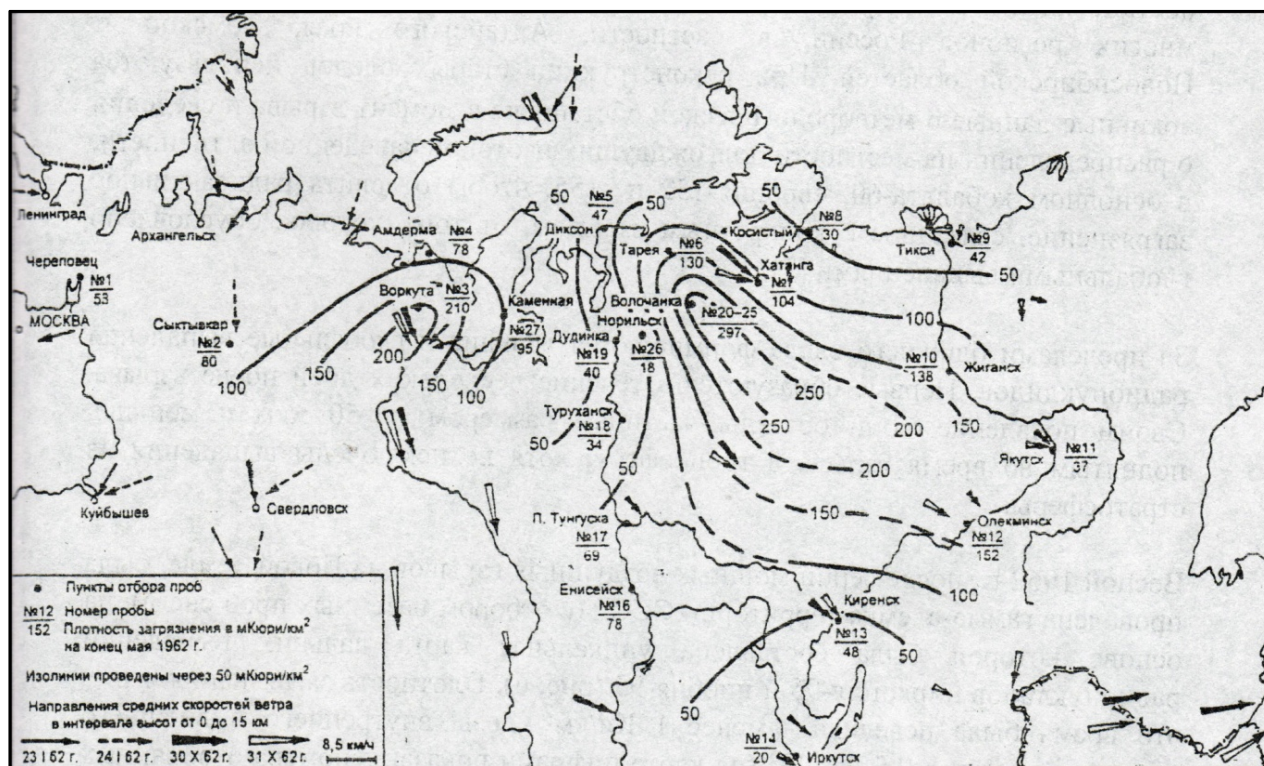 Ленинград
Архангельск
Череповец
№1
53
МОСКВА
Сыктывкар
№2
80
Куйбышев
Свердловск
Амдерма
№4
78
Воркута
№3
210
Каменная
№27
95
Диксон
№5
47
Тарея
№6
130
Косистый
№8
30
Хатанга
№7
104
Тикси
№9
42
Волочанка
№20–25
297
Норильск
№26
18
Дудинка
№19
40
Туруханск
№18
34
№10
138
Жиганск
Якутск
№11
37
Олекминск
№12
152
П. Тунгуска
№17
69
Енисейск
№16
78
Киренск
№13
48
№14
20
Иркутск
50
50
50
50
100
150
200
150
100
50
50
100
150
200
250
250
200
150
100
50
50
Пункты отбора проб
№12
152
Номер пробы
Плотность загрязнения в мКюри/км²
на конец мая 1962 г.
Изолинии проведены через 50 мКюри/км²
Направления средних скоростей ветра
в интервале высот от 0 до 15 км
8,5 км/ч
23 I 62 г. 24 I 62 г. 30 X 62 г. 31 X 62 г.